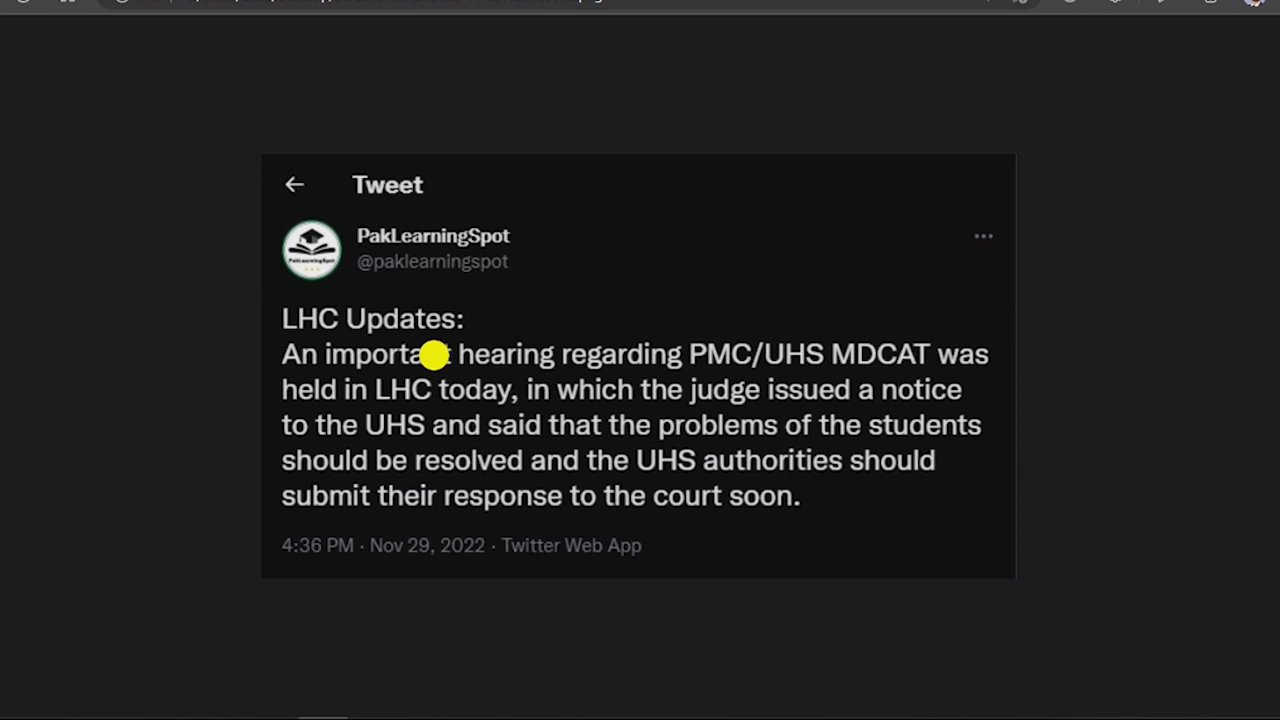 Tweet
PakLearningSpot
@paklearningspot
PakLearningSpot
LHC Updates:
An important hearing regarding PMC/UHS MDCAT was
held in LHC today, in which the judge issued a notice
to the UHS and said that the problems of the students
should be resolved and the UHS authorities should
submit their response to the court soon.
4:36 PM · Nov 29, 2022 · Twitter Web App